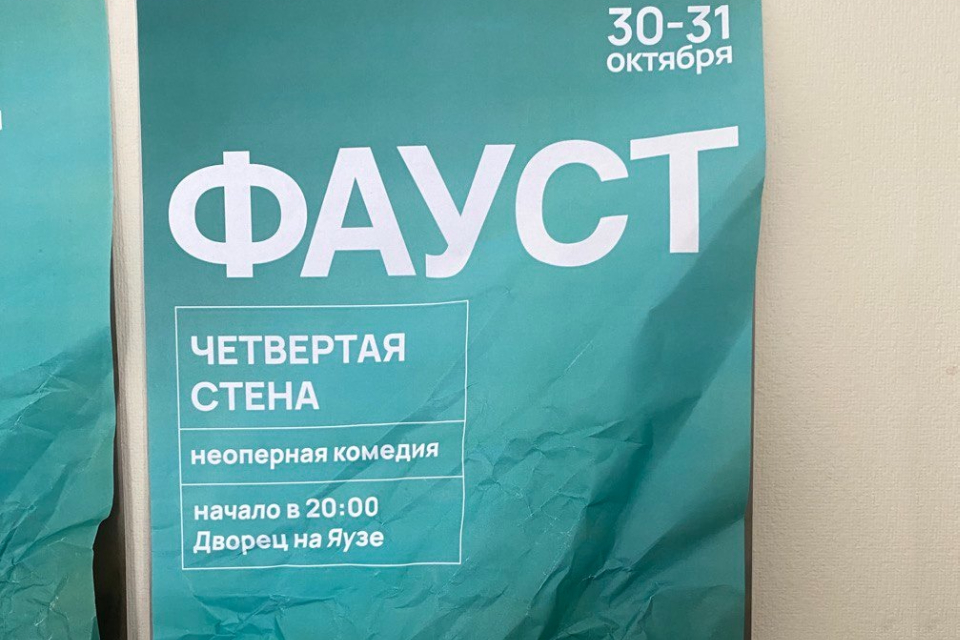 30-31
октября
ФАУСТ
ЧЕТВЕРТАЯ
СТЕНА
неоперная комедия
начало в 20:00
Дворец на Яузе